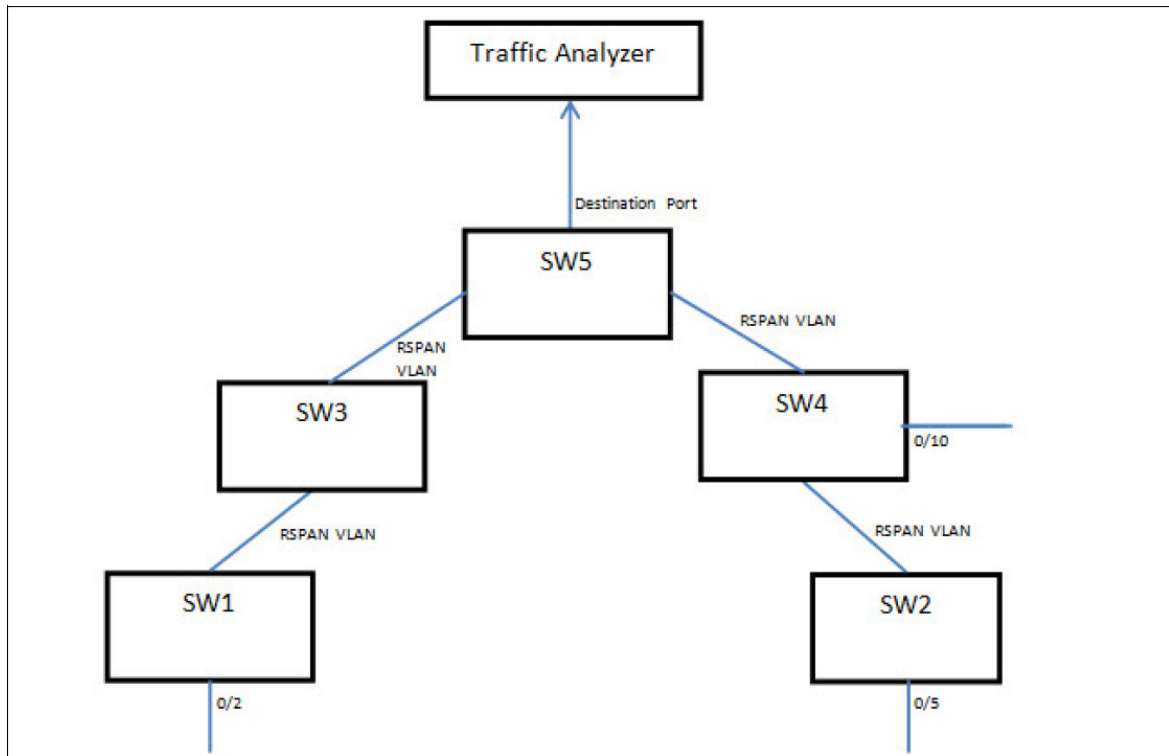 Traffic Analyzer
Destination Port
SW5
RSPAN VLAN
RSPAN
VLAN
SW3
SW4
0/10
RSPAN VLAN
RSPAN VLAN
SW1
SW2
0/2
0/5